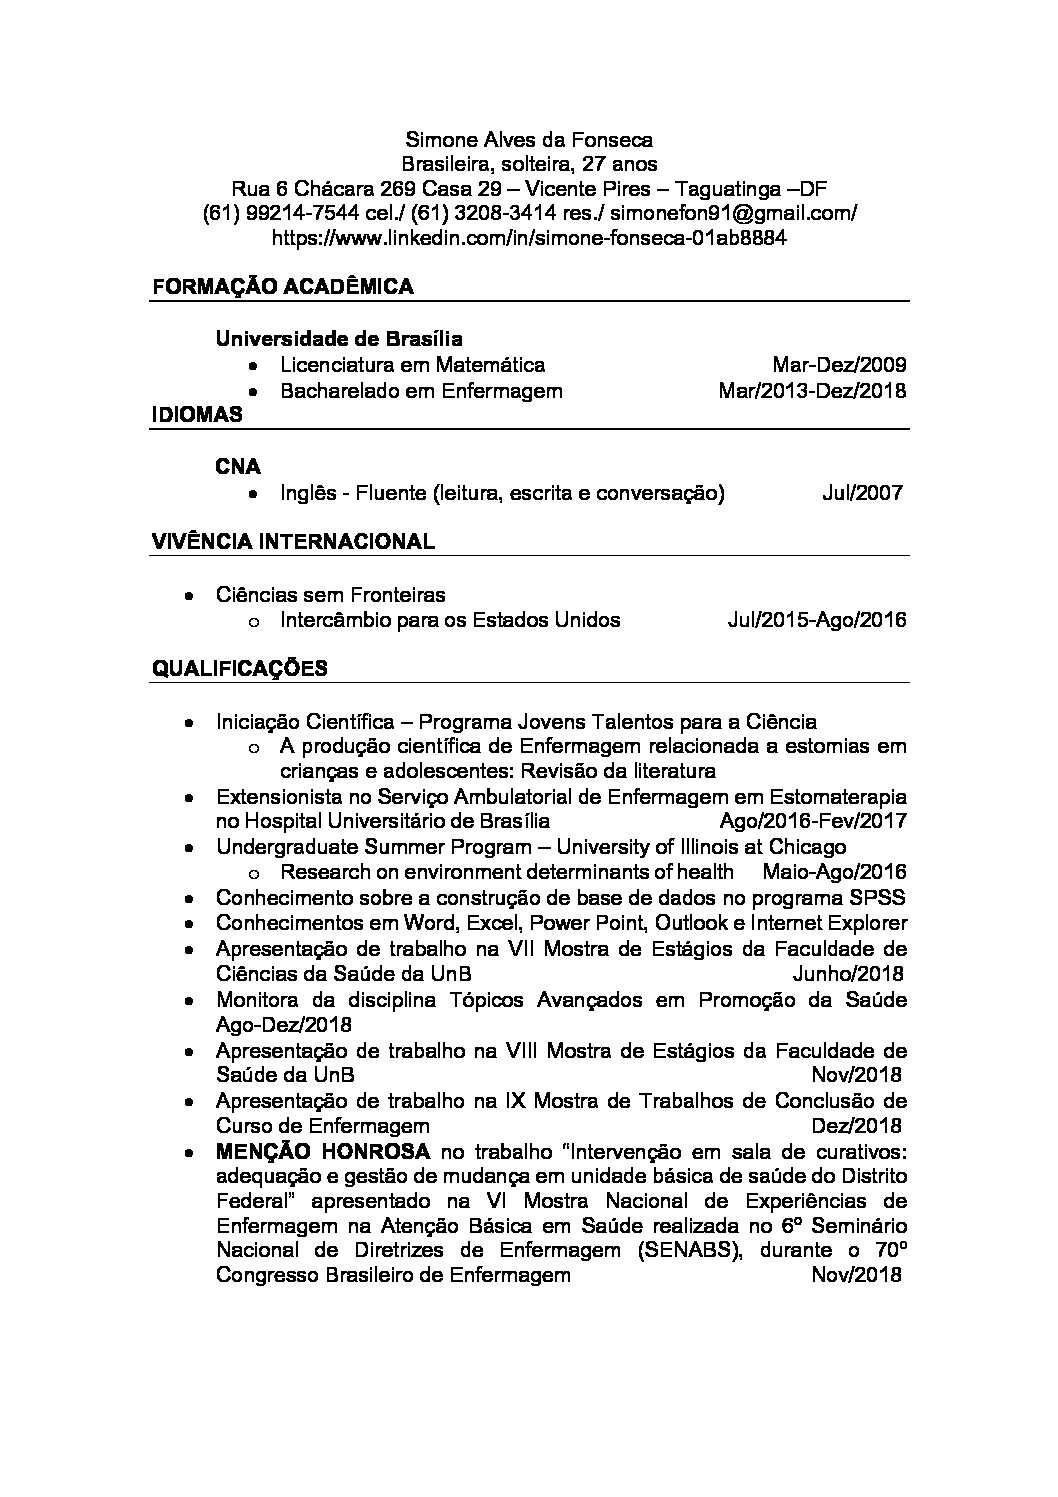 Simone Alves da Fonseca
Brasileira, solteira, 27 anos
Rua 6 Chácara 269 Casa 29 – Vicente Pires – Taguatinga –DF
(61) 99214-7544 cel./ (61) 3208-3414 res./ simonefon91@gmail.com/
https://www.linkedin.com/in/simone-fonseca-01ab8884
FORMAÇÃO ACADÊMICA
Universidade de Brasília
• Licenciatura em Matemática Mar-Dez/2009
• Bacharelado em Enfermagem Mar/2013-Dez/2018
IDIOMAS
CNA
• Inglês - Fluente (leitura, escrita e conversação) Jul/2007
VIVÊNCIA INTERNACIONAL
• Ciências sem Fronteiras
o Intercâmbio para os Estados Unidos Jul/2015-Ago/2016
QUALIFICAÇÕES
• Iniciação Científica – Programa Jovens Talentos para a Ciência
o A produção científica de Enfermagem relacionada a estomias em
crianças e adolescentes: Revisão da literatura
• Extensionista no Serviço Ambulatorial de Enfermagem em Estomaterapia
no Hospital Universitário de Brasília Ago/2016-Fev/2017
• Undergraduate Summer Program – University of Illinois at Chicago
o Research on environment determinants of health Maio-Ago/2016
• Conhecimento sobre a construção de base de dados no programa SPSS
• Conhecimentos em Word, Excel, Power Point, Outlook e Internet Explorer
• Apresentação de trabalho na VII Mostra de Estágios da Faculdade de
Ciências da Saúde da UnB Junho/2018
• Monitora da disciplina Tópicos Avançados em Promoção da Saúde
Ago-Dez/2018
• Apresentação de trabalho na VIII Mostra de Estágios da Faculdade de
Saúde da UnB Nov/2018
• Apresentação de trabalho na IX Mostra de Trabalhos de Conclusão de
Curso de Enfermagem Dez/2018
• MENÇÃO HONROSA no trabalho “Intervenção em sala de curativos:
adequação e gestão de mudança em unidade básica de saúde do Distrito
Federal” apresentado na VI Mostra Nacional de Experiências de
Enfermagem na Atenção Básica em Saúde realizada no 6º Seminário
Nacional de Diretrizes de Enfermagem (SENABS), durante o 70º
Congresso Brasileiro de Enfermagem Nov/2018